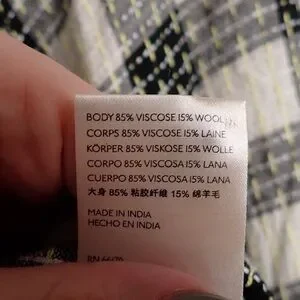 BODY 85% VISCOSE 15% WOOL
CORPS 85% VISCOSE 15% LAINE
KÖRPER 85% VISKOSE 15% WOLLE
CORPO 85% VISCOSA 15% LANA
CUERPO 85% VISCOSA 15% LANA
大身 85% 粘胶纤维 15% 绵羊毛
MADE IN INDIA
HECHO EN INDIA
RN